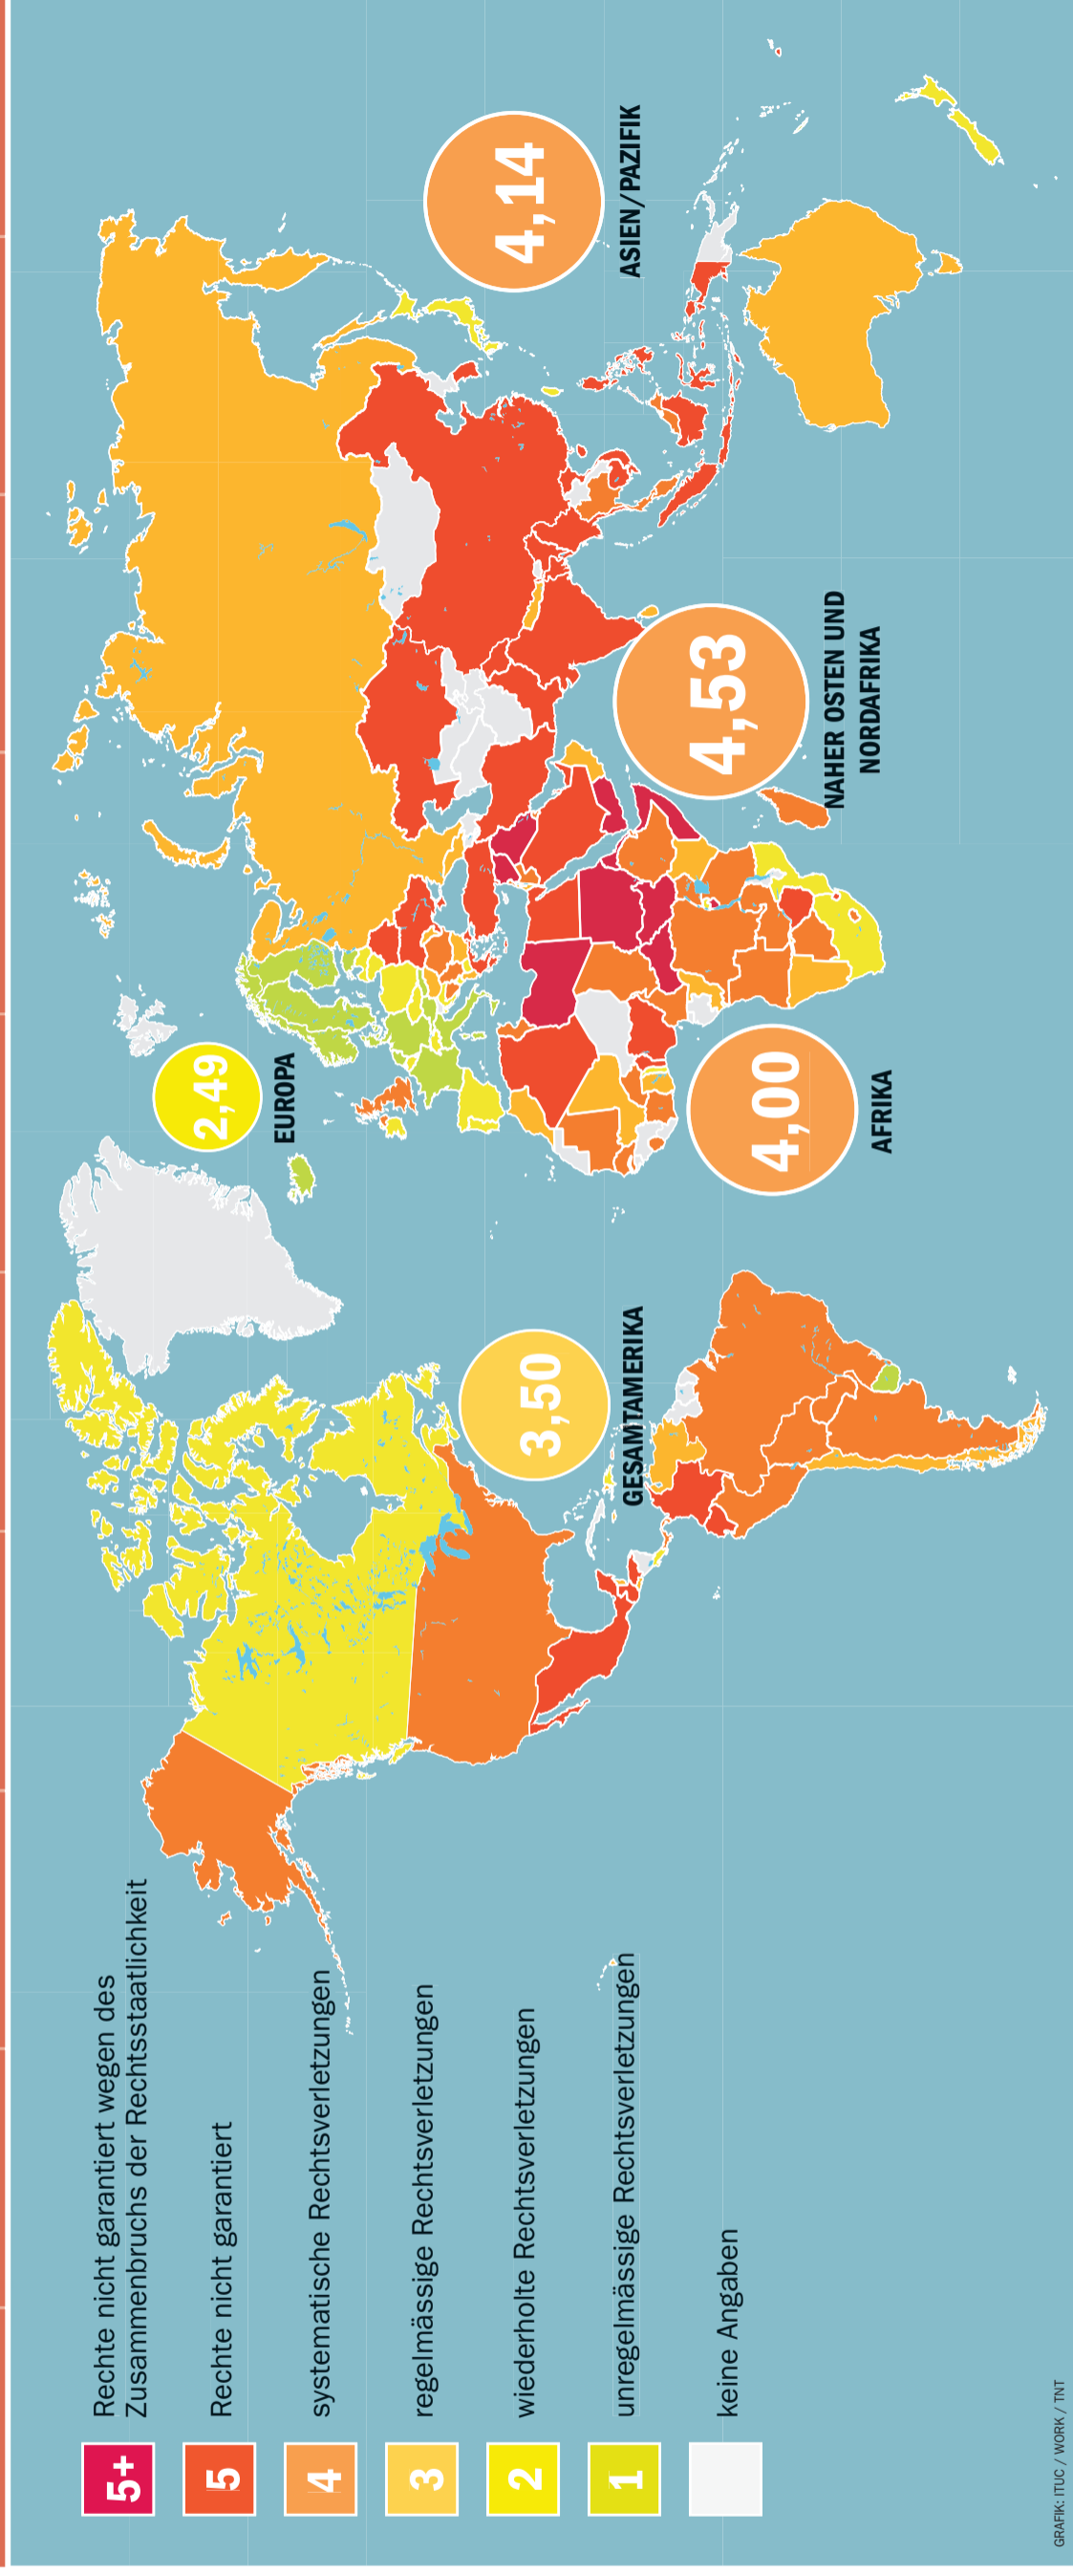 5+
Rechte nicht garantiert wegen des
Zusammenbruchs der Rechtsstaatlichkeit
5
Rechte nicht garantiert
4
systematische Rechtsverletzungen
3
regelmässige Rechtsverletzungen
2
wiederholte Rechtsverletzungen
1
unregelmässige Rechtsverletzungen
keine Angaben
3,50
GESAMTAMERIKA
2,49
EUROPA
4,00
AFRIKA
4,53
NAHER OSTEN UND
NORDAFRIKA
4,14
ASIEN/PAZIFIK
GRAFIK: ITUC / WORK / TNT